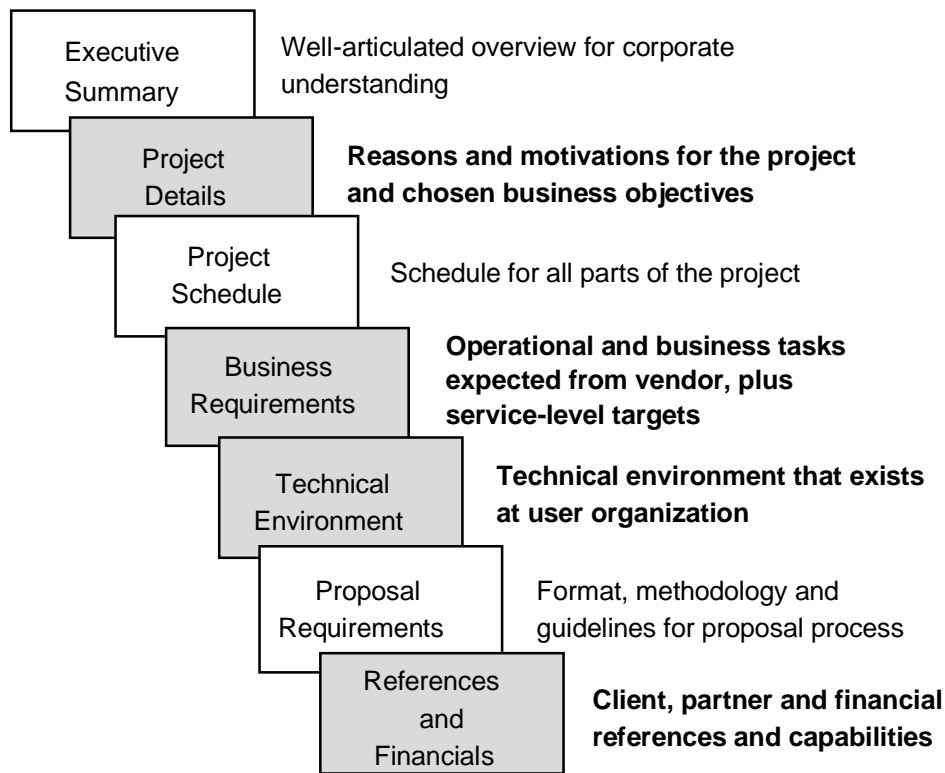 Executive
Summary
Well-articulated overview for corporate
understanding
Project
Details
Reasons and motivations for the project
and chosen business objectives
Project
Schedule
Schedule for all parts of the project
Business
Requirements
Operational and business tasks
expected from vendor, plus
service-level targets
Technical
Environment
Technical environment that exists
at user organization
Proposal
Requirements
Format, methodology and
guidelines for proposal process
References
and
Financials
Client, partner and financial
references and capabilities